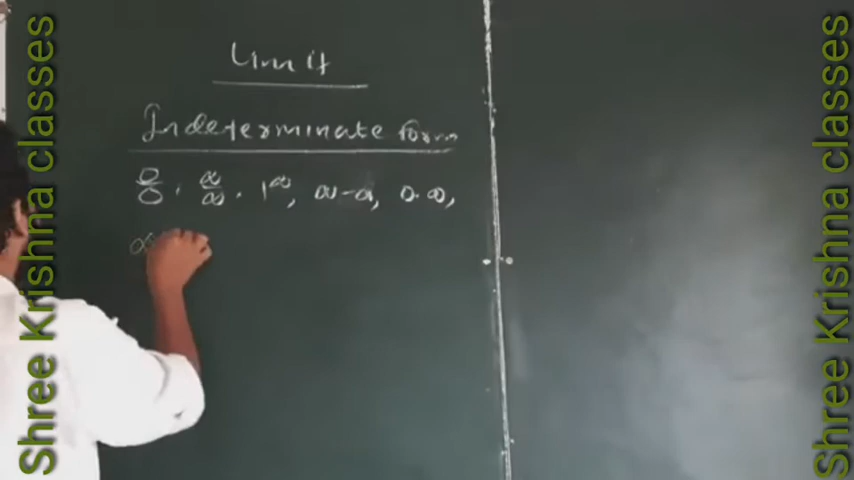 Limit
Indeterminate form
0/0, ∞/∞, 1^∞, ∞-∞, 0.∞,
∞
Shree Krishna classes
Shree Krishna classes